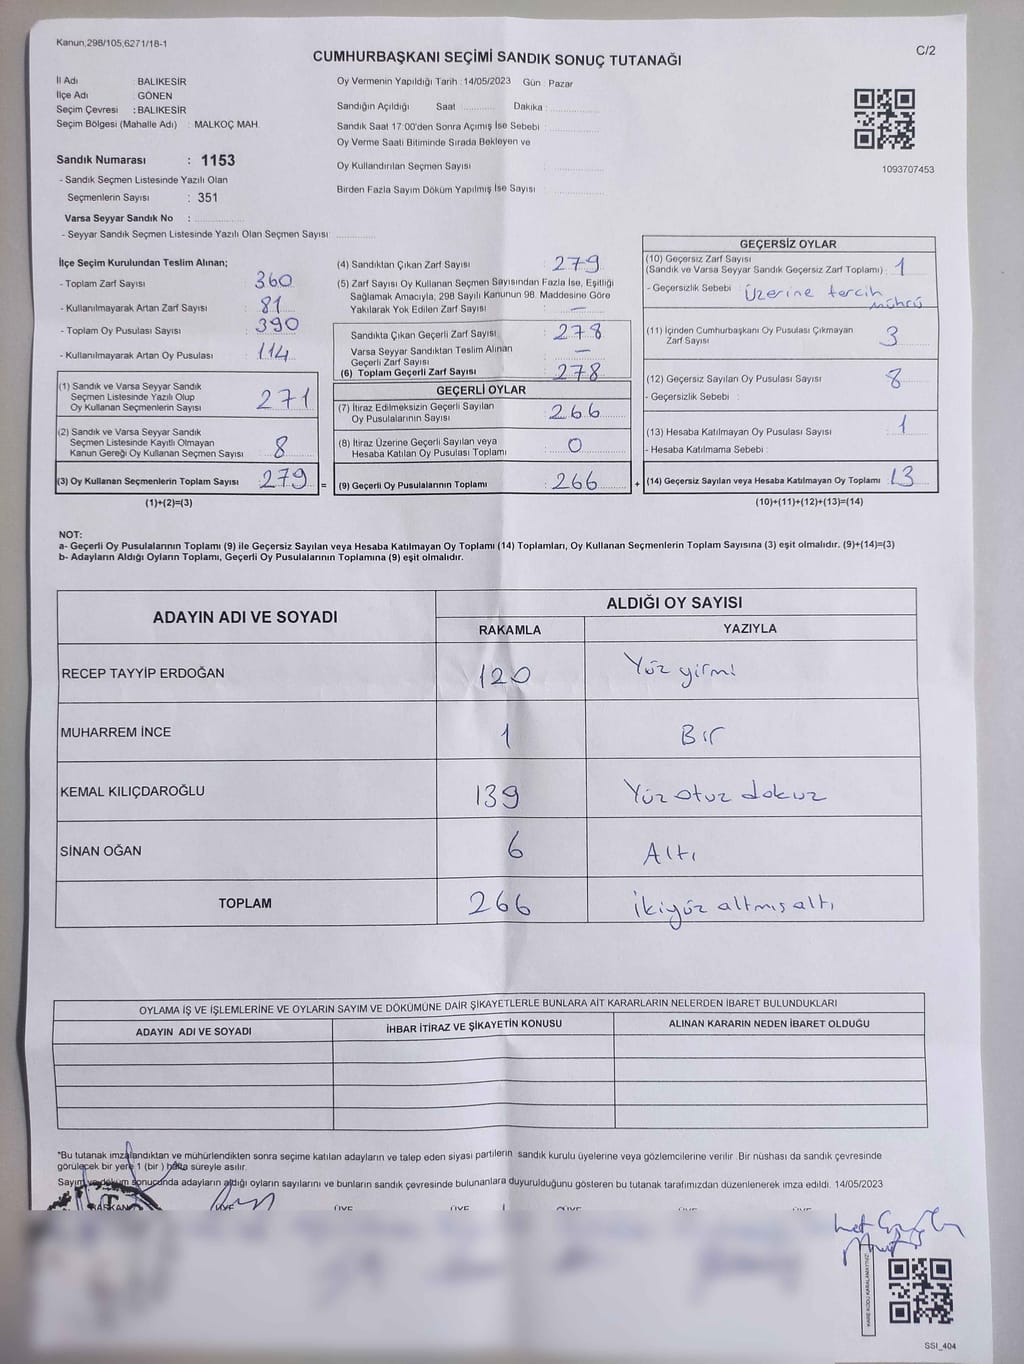 Kanun;298/105;6271/18-1
C/2
CUMHURBAŞKANI SEÇİMİ SANDIK SONUÇ TUTANAĞI
İl Adı : BALIKESİR
İlçe Adı : GÖNEN
Seçim Çevresi : BALIKESİR
Seçim Bölgesi (Mahalle Adı) : MALKOÇ MAH.
Oy Vermenin Yapıldığı Tarih : 14/05/2023 Gün : Pazar
Sandığın Açıldığı Saat ............ Dakika : ............
Sandık Saat 17:00'den Sonra Açımış İse Sebebi : ............
Oy Verme Saati Bitiminde Sırada Bekleyen ve
Oy Kullandırılan Seçmen Sayısı : ............
Birden Fazla Sayım Döküm Yapılmış İse Sayısı : ............
1093707453
Sandık Numarası : 1153
- Sandık Seçmen Listesinde Yazılı Olan
Seçmenlerin Sayısı : 351
Varsa Seyyar Sandık No : ............
- Seyyar Sandık Seçmen Listesinde Yazılı Olan Seçmen Sayısı: ............
İlçe Seçim Kurulundan Teslim Alınan;
- Toplam Zarf Sayısı : 360
- Kullanılmayarak Artan Zarf Sayısı : 81
- Toplam Oy Pusulası Sayısı : 390
- Kullanılmayarak Artan Oy Pusulası : 114
(1) Sandık ve Varsa Seyyar Sandık
Seçmen Listesinde Yazılı Olup
Oy Kullanan Seçmenlerin Sayısı : 271
(2) Sandık ve Varsa Seyyar Sandık
Seçmen Listesinde Kayıtlı Olmayan
Kanun Gereği Oy Kullanan Seçmen Sayısı : 8
(3) Oy Kullanan Seçmenlerin Toplam Sayısı : 279 =
(1)+(2)=(3)
(4) Sandıktan Çıkan Zarf Sayısı : 279
(5) Zarf Sayısı Oy Kullanan Seçmen Sayısından Fazla İse, Eşitliği
Sağlamak Amacıyla; 298 Sayılı Kanunun 98. Maddesine Göre
Yakılarak Yok Edilen Zarf Sayısı : —
Sandıkta Çıkan Geçerli Zarf Sayısı : 278
Varsa Seyyar Sandıktan Teslim Alınan
Geçerli Zarf Sayısı : —
(6) Toplam Geçerli Zarf Sayısı : 278
GEÇERLİ OYLAR
(7) İtiraz Edilmeksizin Geçerli Sayılan
Oy Pusulalarının Sayısı : 266
(8) İtiraz Üzerine Geçerli Sayılan veya
Hesaba Katılan Oy Pusulası Toplamı : 0
(9) Geçerli Oy Pusulalarının Toplamı : 266 +
GEÇERSİZ OYLAR
(10) Geçersiz Zarf Sayısı
(Sandık ve Varsa Seyyar Sandık Geçersiz Zarf Toplamı) : 1
- Geçersizlik Sebebi : Üzerine tercih
mührü
(11) İçinden Cumhurbaşkanı Oy Pusulası Çıkmayan
Zarf Sayısı : 3
(12) Geçersiz Sayılan Oy Pusulası Sayısı : 8
- Geçersizlik Sebebi :
(13) Hesaba Katılmayan Oy Pusulası Sayısı : 1
- Hesaba Katılmama Sebebi :
(14) Geçersiz Sayılan veya Hesaba Katılmayan Oy Toplamı : 13
(10)+(11)+(12)+(13)=(14)
NOT:
a- Geçerli Oy Pusulalarının Toplamı (9) ile Geçersiz Sayılan veya Hesaba Katılmayan Oy Toplamı (14) Toplamları, Oy Kullanan Seçmenlerin Toplam Sayısına (3) eşit olmalıdır. (9)+(14)=(3)
b- Adayların Aldığı Oyların Toplamı, Geçerli Oy Pusulalarının Toplamına (9) eşit olmalıdır.
ADAYIN ADI VE SOYADI ALDIĞI OY SAYISI
RAKAMLA YAZIYLA
RECEP TAYYİP ERDOĞAN 120 Yüz yirmi
MUHARREM İNCE 1 Bir
KEMAL KILIÇDAROĞLU 139 Yüz otuz dokuz
SİNAN OĞAN 6 Altı
TOPLAM 266 İkiyüz altmış altı
OYLAMA İŞ VE İŞLEMLERİNE VE OYLARIN SAYIM VE DÖKÜMÜNE DAİR ŞİKAYETLERLE BUNLARA AİT KARARLARIN NELERDEN İBARET BULUNDUKLARI
ADAYIN ADI VE SOYADI İHBAR İTİRAZ VE ŞİKAYETİN KONUSU ALINAN KARARIN NEDEN İBARET OLDUĞU
*Bu tutanak imzalandıktan ve mühürlendikten sonra seçime katılan adayların ve talep eden siyasi partilerin sandık kurulu üyelerine veya gözlemcilerine verilir. Bir nüshası da sandık çevresinde
görülecek bir yere 1 (bir ) hafta süreyle asılır.
Sayım ve döküm sonucunda adayların aldığı oyların sayılarını ve bunların sandık çevresinde bulunanlara duyurulduğunu gösteren bu tutanak tarafımızdan düzenlenerek imza edildi. 14/05/2023
BAŞKAN ÜYE ÜYE ÜYE ÜYE ÜYE ÜYE
KARE KODU KARALAMAYINIZ
SSI_404